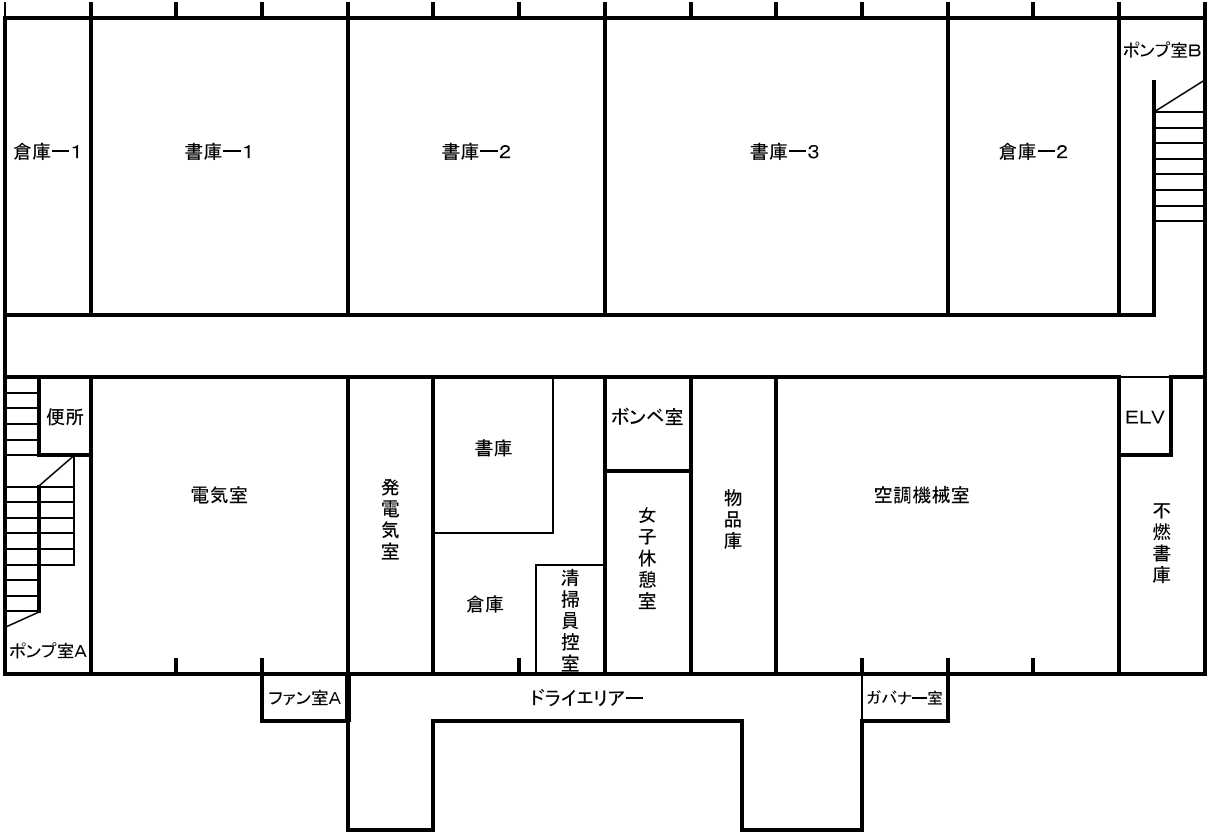 ポンプ室B
倉庫ー1
書庫ー1
書庫ー2
書庫ー3
倉庫ー2
便所
ボンベ室
ELV
書庫
電気室
発電気室
女子休憩室
物品庫
空調機械室
不燃書庫
倉庫
清掃員控室
ポンプ室A
ファン室A
ドライエリアー
ガバナー室